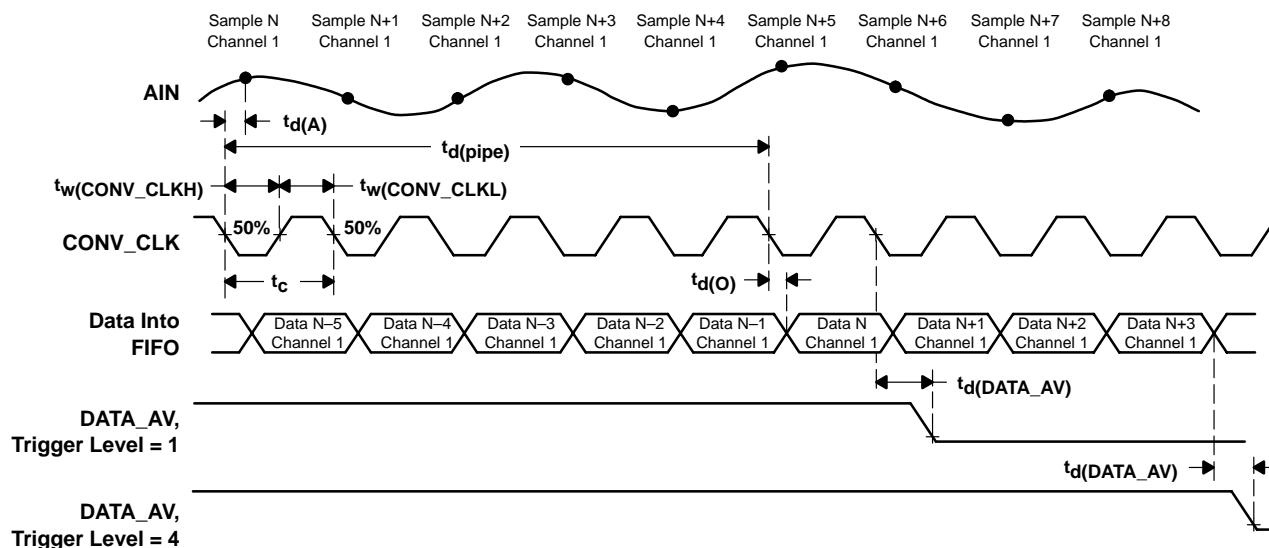 Sample N
Channel 1
Sample N+1
Channel 1
Sample N+2
Channel 1
Sample N+3
Channel 1
Sample N+4
Channel 1
Sample N+5
Channel 1
Sample N+6
Channel 1
Sample N+7
Channel 1
Sample N+8
Channel 1
AIN
td(A)
td(pipe)
tw(CONV_CLKH)
tw(CONV_CLKL)
50%
50%
CONV_CLK
tc
td(O)
Data Into
FIFO
Data N–5
Channel 1
Data N–4
Channel 1
Data N–3
Channel 1
Data N–2
Channel 1
Data N–1
Channel 1
Data N
Channel 1
Data N+1
Channel 1
Data N+2
Channel 1
Data N+3
Channel 1
td(DATA_AV)
DATA_AV,
Trigger Level = 1
td(DATA_AV)
DATA_AV,
Trigger Level = 4